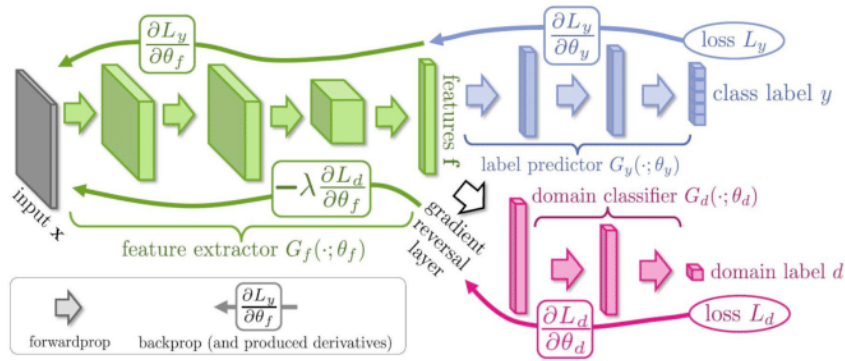 ∂L_y/∂θ_f
∂L_y/∂θ_y
loss L_y
features f
class label y
label predictor G_y(·;θ_y)
input x
−λ ∂L_d/∂θ_f
feature extractor G_f(·;θ_f)
gradient
reversal
layer
domain classifier G_d(·;θ_d)
domain label d
∂L_d/∂θ_d
loss L_d
forwardprop
∂L_y/∂θ_f
backprop (and produced derivatives)